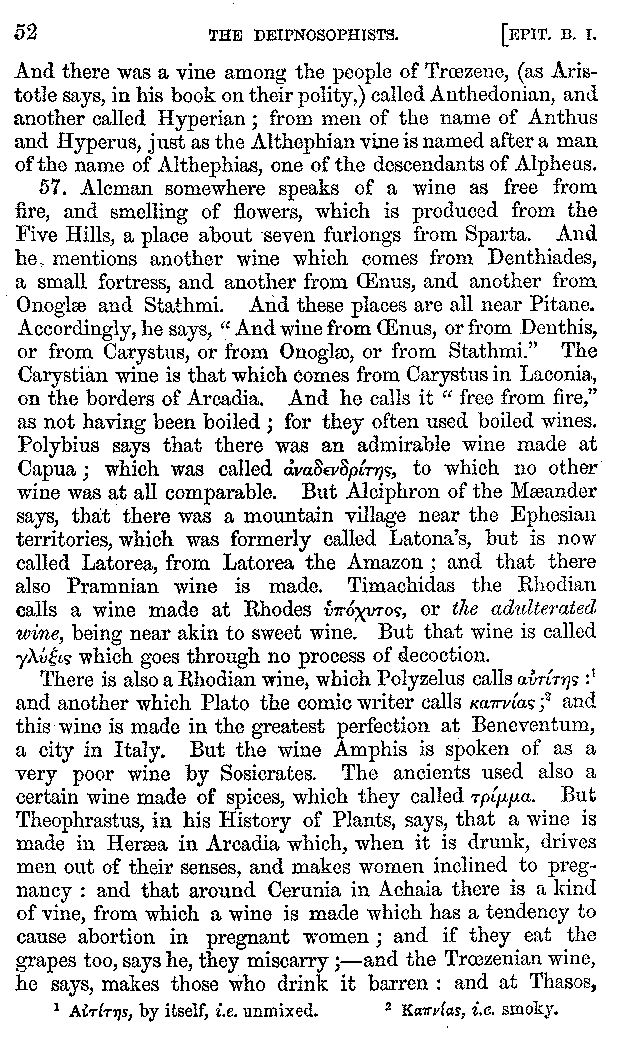 52 THE DEIPNOSOPHISTS. [EPIT. B. I.
And there was a vine among the people of Trœzene, (as Aris-
totle says, in his book on their polity,) called Anthedonian, and
another called Hyperian ; from men of the name of Anthus
and Hyperus, just as the Althephian vine is named after a man
of the name of Althephias, one of the descendants of Alpheus.
57. Alcman somewhere speaks of a wine as free from
fire, and smelling of flowers, which is produced from the
Five Hills, a place about seven furlongs from Sparta. And
he mentions another wine which comes from Denthiades,
a small fortress, and another from Œnus, and another from
Onoglæ and Stathmi. And these places are all near Pitane.
Accordingly, he says, “ And wine from Œnus, or from Denthis,
or from Carystus, or from Onoglæ, or from Stathmi.” The
Carystian wine is that which comes from Carystus in Laconia,
on the borders of Arcadia. And he calls it “ free from fire,”
as not having been boiled ; for they often used boiled wines.
Polybius says that there was an admirable wine made at
Capua ; which was called ἀναδενδρίτης, to which no other
wine was at all comparable. But Alciphron of the Mæander
says, that there was a mountain village near the Ephesian
territories, which was formerly called Latona’s, but is now
called Latorea, from Latorea the Amazon ; and that there
also Pramnian wine is made. Timachidas the Rhodian
calls a wine made at Rhodes ὑπόχυτος, or the adulterated
wine, being near akin to sweet wine. But that wine is called
γλύξις which goes through no process of decoction.
There is also a Rhodian wine, which Polyzelus calls αὐτίτης :¹
and another which Plato the comic writer calls καπνίας ;² and
this wine is made in the greatest perfection at Beneventum,
a city in Italy. But the wine Amphis is spoken of as a
very poor wine by Sosicrates. The ancients used also a
certain wine made of spices, which they called τρίμμα. But
Theophrastus, in his History of Plants, says, that a wine is
made in Heræa in Arcadia which, when it is drunk, drives
men out of their senses, and makes women inclined to preg-
nancy : and that around Cerunia in Achaia there is a kind
of vine, from which a wine is made which has a tendency to
cause abortion in pregnant women ; and if they eat the
grapes too, says he, they miscarry ;—and the Trœzenian wine,
he says, makes those who drink it barren : and at Thasos,
¹ Αὐτίτης, by itself, i.e. unmixed. ² Καπνίας, i.e. smoky.